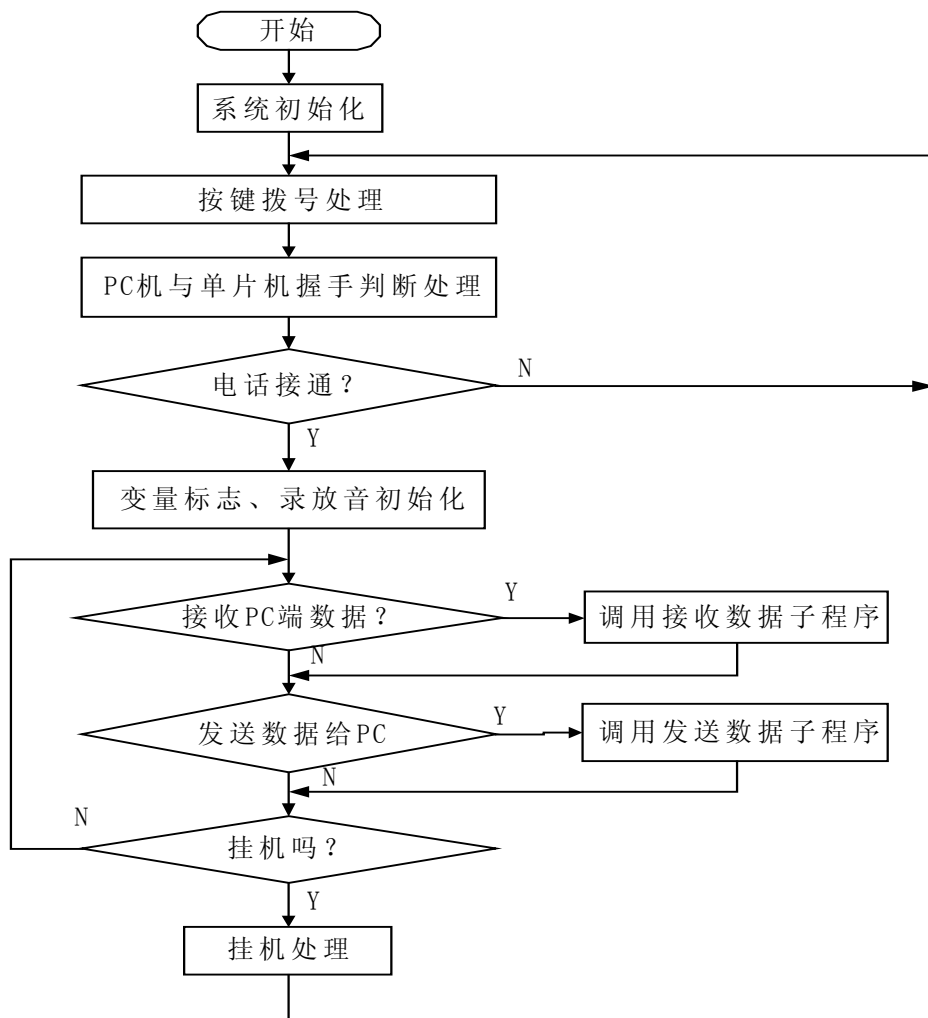 开始
系统初始化
按键拨号处理
PC机与单片机握手判断处理
电话接通？
N
Y
变量标志、录放音初始化
接收PC端数据？
Y
调用接收数据子程序
N
发送数据给PC
Y
调用发送数据子程序
N
挂机吗？
N
Y
挂机处理